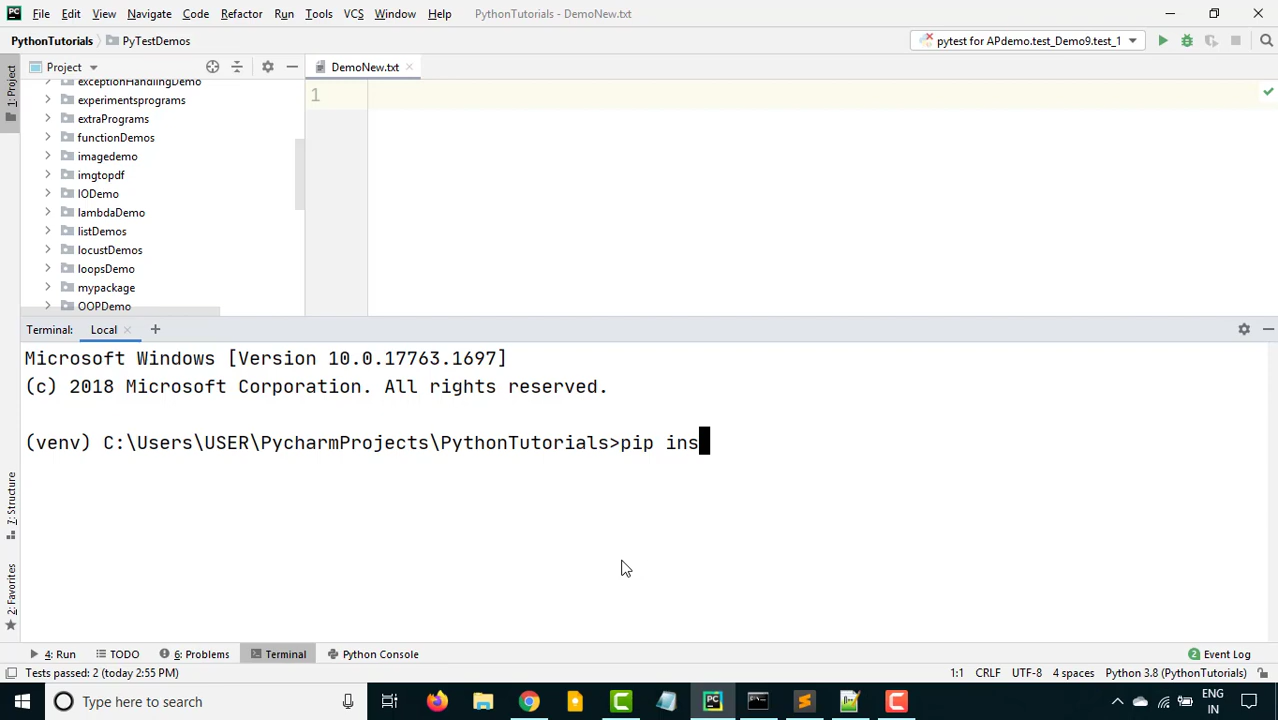 File Edit View Navigate Code Refactor Run Tools VCS Window Help PythonTutorials - DemoNew.txt
PythonTutorials PyTestDemos pytest for APdemo.test_Demo9.test_1
1: Project
Project
DemoNew.txt
exceptionHandlingDemo
experimentsprograms
extraPrograms
functionDemos
imagedemo
imgtopdf
IODemo
lambdaDemo
listDemos
locustDemos
loopsDemo
mypackage
OOPDemo
1
Terminal: Local
Microsoft Windows [Version 10.0.17763.1697]
(c) 2018 Microsoft Corporation. All rights reserved.
(venv) C:\Users\USER\PycharmProjects\PythonTutorials>pip ins
7: Structure
2: Favorites
4: Run TODO 6: Problems Terminal Python Console 2 Event Log
Tests passed: 2 (today 2:55 PM) 1:1 CRLF UTF-8 4 spaces Python 3.8 (PythonTutorials)
Type here to search
PC
ENG
IN